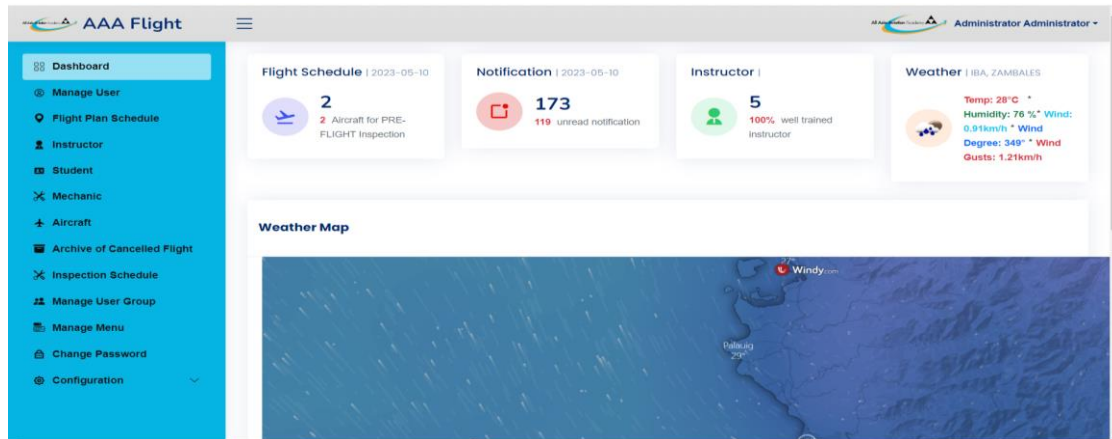 AAA Flight
Administrator Administrator
Dashboard
Manage User
Flight Plan Schedule
Instructor
Student
Mechanic
Aircraft
Archive of Cancelled Flight
Inspection Schedule
Manage User Group
Manage Menu
Change Password
Configuration
Flight Schedule | 2023-05-10
2
2 Aircraft for PRE-
FLIGHT Inspection
Notification | 2023-05-10
173
119 unread notification
Instructor |
5
100% well trained
instructor
Weather | IBA, ZAMBALES
Temp: 28°C *
Humidity: 76 %* Wind:
0.91km/h * Wind
Degree: 349° * Wind
Gusts: 1.21km/h
Weather Map
Windy.com
Palauig
29°